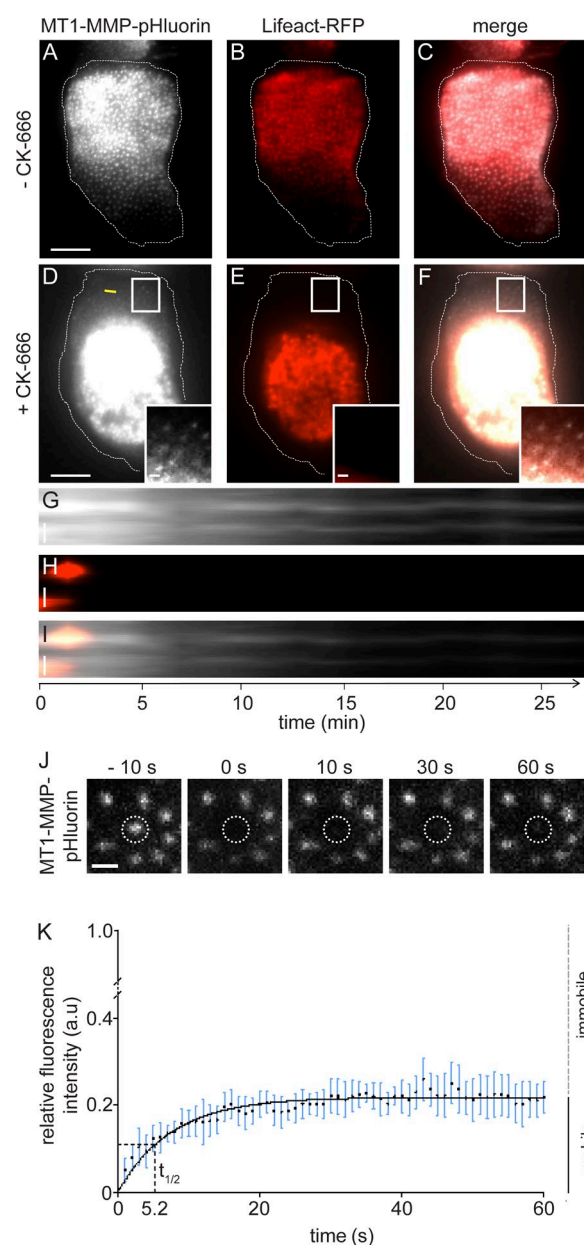 MT1-MMP-pHluorin Lifeact-RFP merge
A B C
- CK-666
D E F
+ CK-666
G
H
I
0 5 10 15 20 25
time (min)
J - 10 s 0 s 10 s 30 s 60 s
MT1-MMP-
pHluorin
K
1.0
0.4
0.2
0
relative fluorescence
intensity (a.u)
immobile
t1/2
0 5.2 20 40 60
time (s)